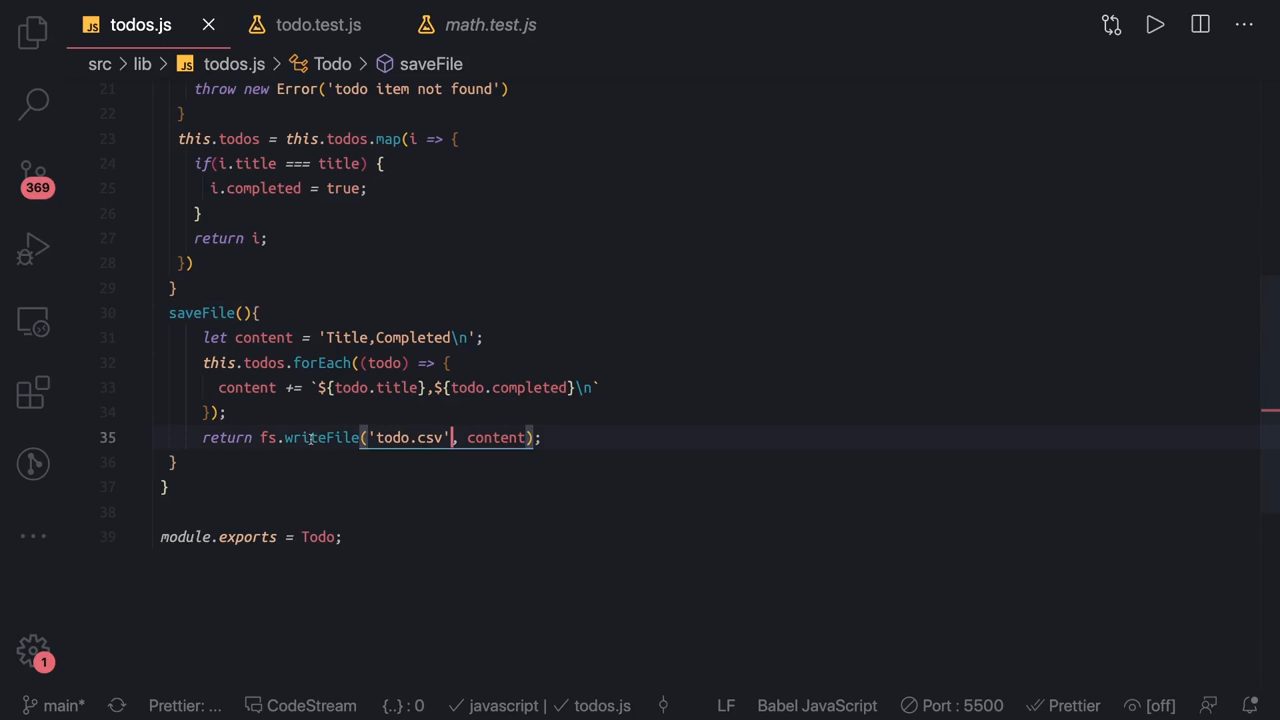 JS todos.js
todo.test.js
math.test.js
src > lib > JS todos.js > Todo > saveFile
21 throw new Error('todo item not found')
22 }
23 this.todos = this.todos.map(i => {
24 if(i.title === title) {
25 i.completed = true;
26 }
27 return i;
28 })
29 }
30 saveFile(){
31 let content = 'Title,Completed\n';
32 this.todos.forEach((todo) => {
33 content += `${todo.title},${todo.completed}\n`
34 });
35 return fs.writeFile('todo.csv', content);
36 }
37 }
38
39 module.exports = Todo;
369
1
main* Prettier: ... CodeStream {..} : 0 javascript | todos.js LF Babel JavaScript Port : 5500 Prettier [off]